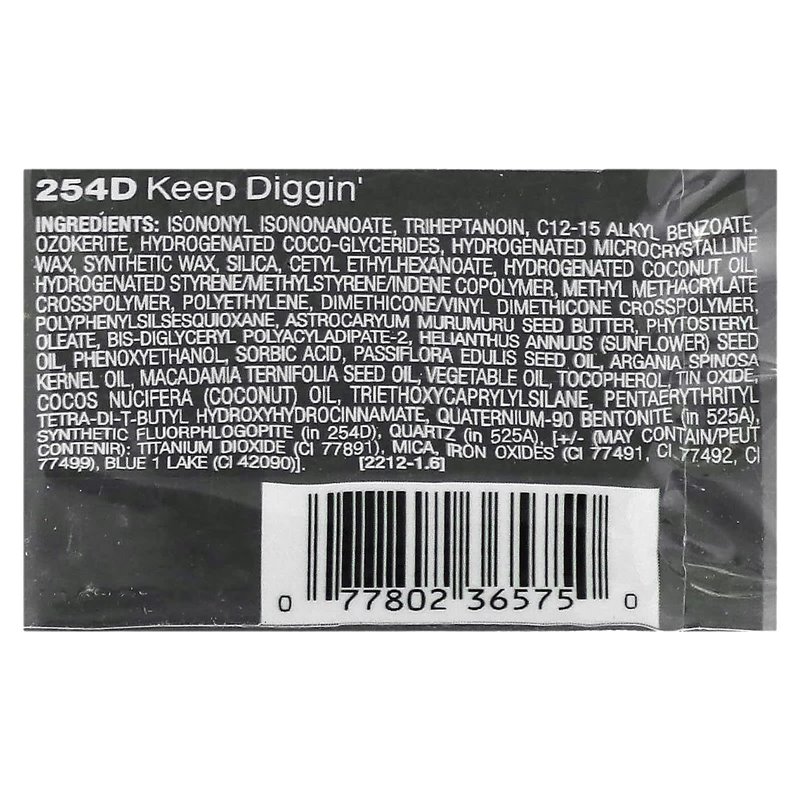 254D Keep Diggin'
INGREDIENTS: ISONONYL ISONONANOATE, TRIHEPTANOIN, C12-15 ALKYL BENZOATE,
OZOKERITE, HYDROGENATED COCO-GLYCERIDES, HYDROGENATED MICROCRYSTALLINE
WAX, SYNTHETIC WAX, SILICA, CETYL ETHYLHEXANOATE, HYDROGENATED COCONUT OIL,
HYDROGENATED STYRENE/METHYLSTYRENE/INDENE COPOLYMER, METHYL METHACRYLATE
CROSSPOLYMER, POLYETHYLENE, DIMETHICONE/VINYL DIMETHICONE CROSSPOLYMER,
POLYPHENYLSILSESQUIOXANE, ASTROCARYUM MURUMURU SEED BUTTER, PHYTOSTERYL
OLEATE, BIS-DIGLYCERYL POLYACYLADIPATE-2, HELIANTHUS ANNUUS (SUNFLOWER) SEED
OIL, PHENOXYETHANOL, SORBIC ACID, PASSIFLORA EDULIS SEED OIL, ARGANIA SPINOSA
KERNEL OIL, MACADAMIA TERNIFOLIA SEED OIL, VEGETABLE OIL, TOCOPHEROL, TIN OXIDE,
COCOS NUCIFERA (COCONUT) OIL, TRIETHOXYCAPRYLYLSILANE, PENTAERYTHRITYL
TETRA-DI-T-BUTYL HYDROXYHYDROCINNAMATE, QUATERNIUM-90 BENTONITE (in 525A),
SYNTHETIC FLUORPHLOGOPITE (in 254D), QUARTZ (in 525A), [+/- (MAY CONTAIN/PEUT
CONTENIR): TITANIUM DIOXIDE (CI 77891), MICA, IRON OXIDES (CI 77491, CI 77492, CI
77499), BLUE 1 LAKE (CI 42090)]. [2212-1.6]
0 77802 36575 0